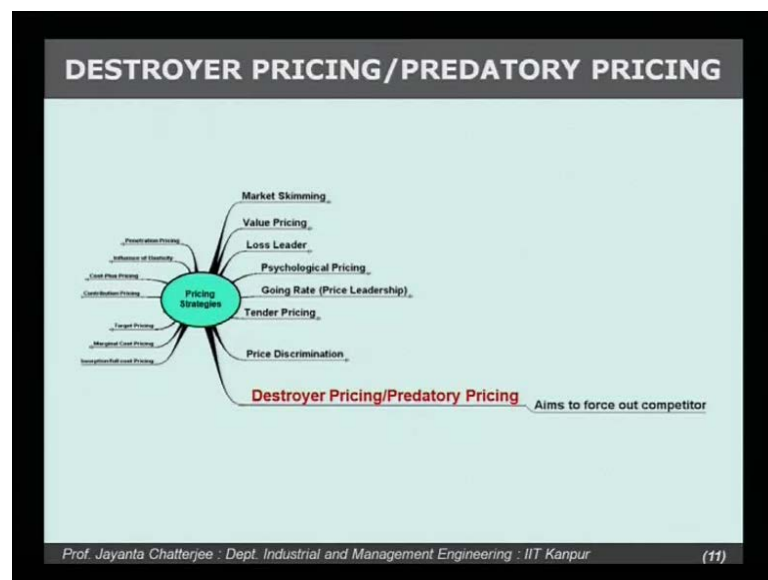 DESTROYER PRICING/PREDATORY PRICING
Market Skimming
Value Pricing
Loss Leader
Psychological Pricing
Going Rate (Price Leadership)
Tender Pricing
Price Discrimination
Destroyer Pricing/Predatory Pricing
Aims to force out competitor
Penetration Pricing
Influence of Elasticity
Cost-Plus Pricing
Contribution Pricing
Target Pricing
Marginal Cost Pricing
Absorption/Full-cost Pricing
Pricing
Strategies
Prof. Jayanta Chatterjee : Dept. Industrial and Management Engineering : IIT Kanpur
(11)